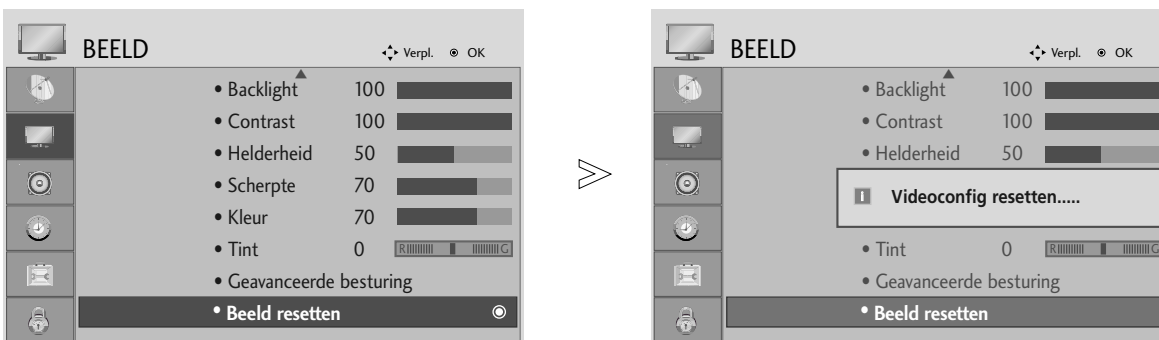 BEELD Verpl. OK
• Backlight 100
• Contrast 100
• Helderheid 50
• Scherpte 70
• Kleur 70
• Tint 0 R G
• Geavanceerde besturing
• Beeld resetten
BEELD Verpl. OK
• Backlight 100
• Contrast 100
• Helderheid 50
i Videoconfig resetten.....
• Tint 0 R G
• Geavanceerde besturing
• Beeld resetten